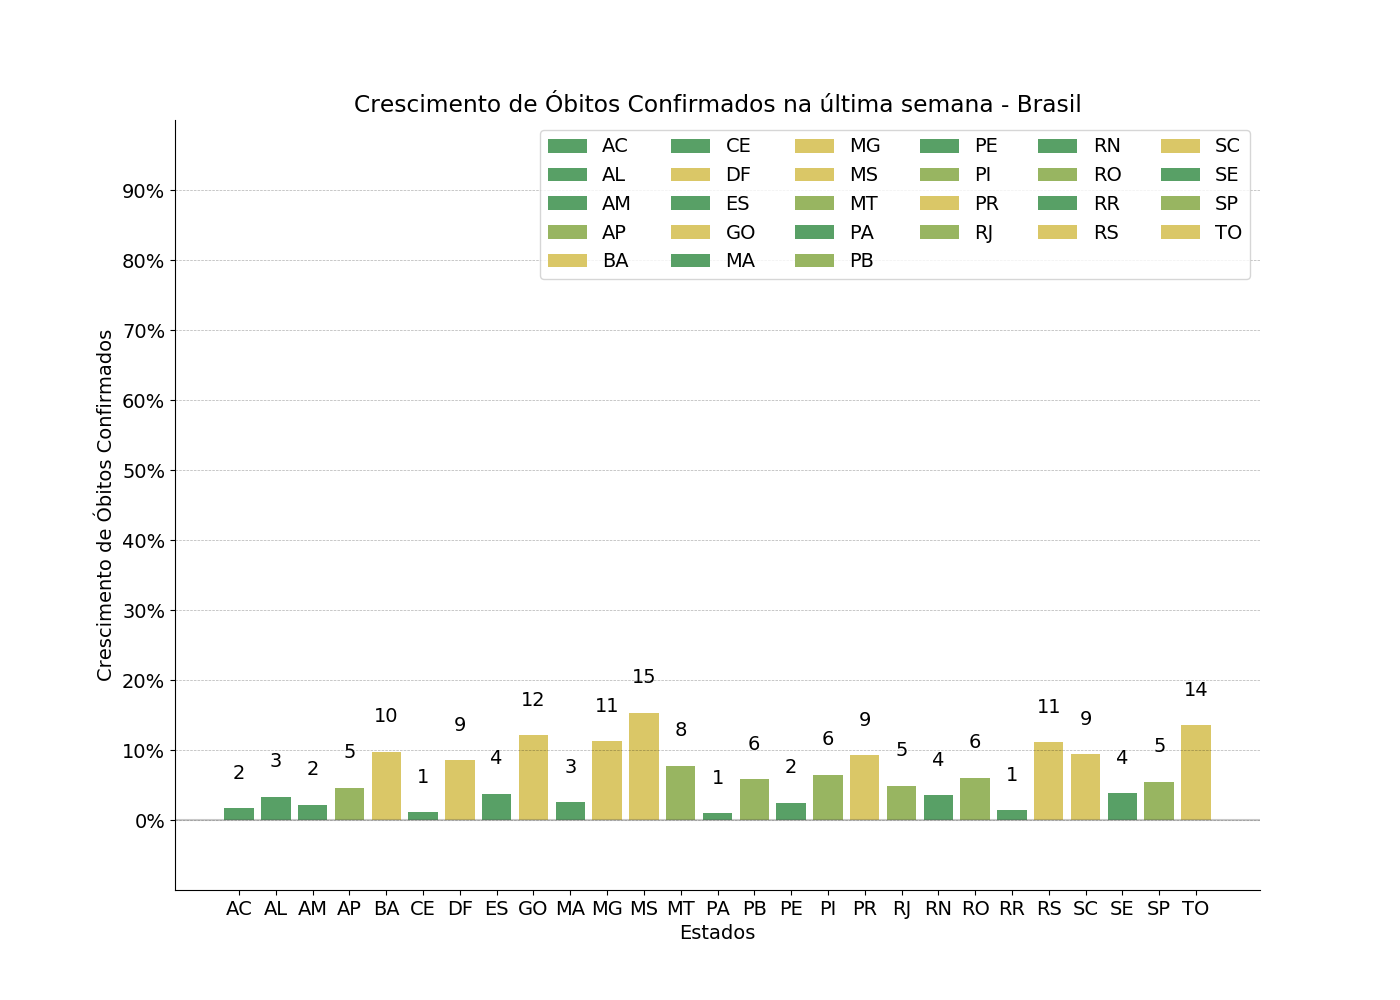 Crescimento de Óbitos Confirmados na última semana - Brasil
AC CE MG PE RN SC
AL DF MS PI RO SE
AM ES MT PR RR SP
AP GO PA RJ RS TO
BA MA PB
90%
80%
70%
60%
50%
40%
30%
20%
10%
0%
Crescimento de Óbitos Confirmados
2 3 2 5 10 1 9 4 12 3 11 15 8 1 6 2 6 9 5 4 6 1 11 9 4 5 14
AC AL AM AP BA CE DF ES GO MA MG MS MT PA PB PE PI PR RJ RN RO RR RS SC SE SP TO
Estados